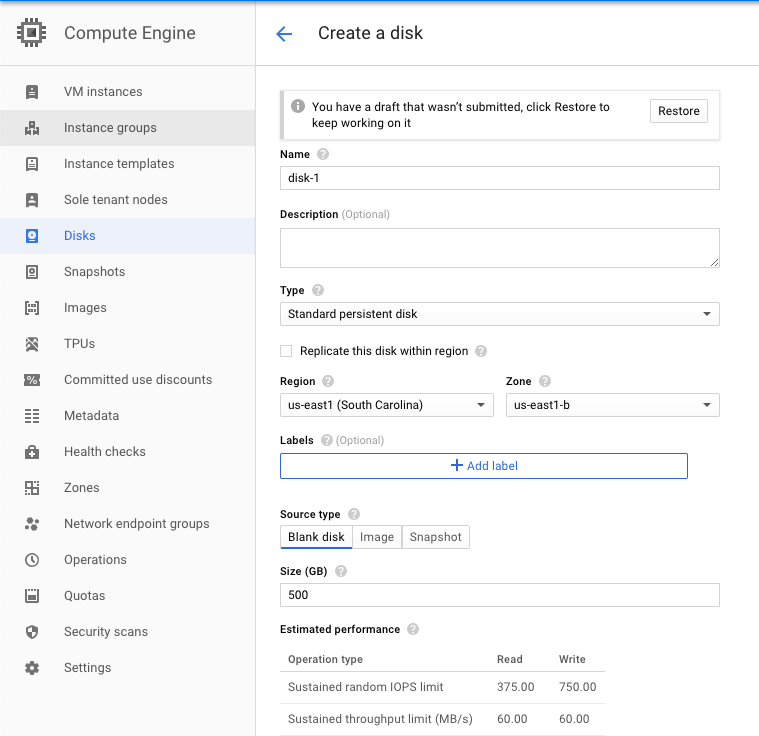 Compute Engine
VM instances
Instance groups
Instance templates
Sole tenant nodes
Disks
Snapshots
Images
TPUs
Committed use discounts
Metadata
Health checks
Zones
Network endpoint groups
Operations
Quotas
Security scans
Settings
Create a disk
You have a draft that wasn't submitted, click Restore to
keep working on it
Restore
Name
disk-1
Description (Optional)
Type
Standard persistent disk
Replicate this disk within region
Region Zone
us-east1 (South Carolina) us-east1-b
Labels (Optional)
Add label
Source type
Blank disk Image Snapshot
Size (GB)
500
Estimated performance
Operation type Read Write
Sustained random IOPS limit 375.00 750.00
Sustained throughput limit (MB/s) 60.00 60.00